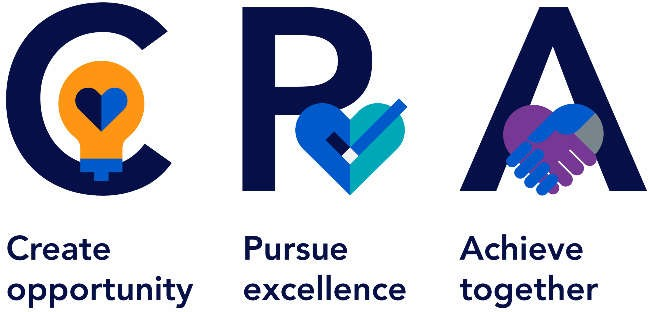 C P A
Create Pursue Achieve
opportunity excellence together